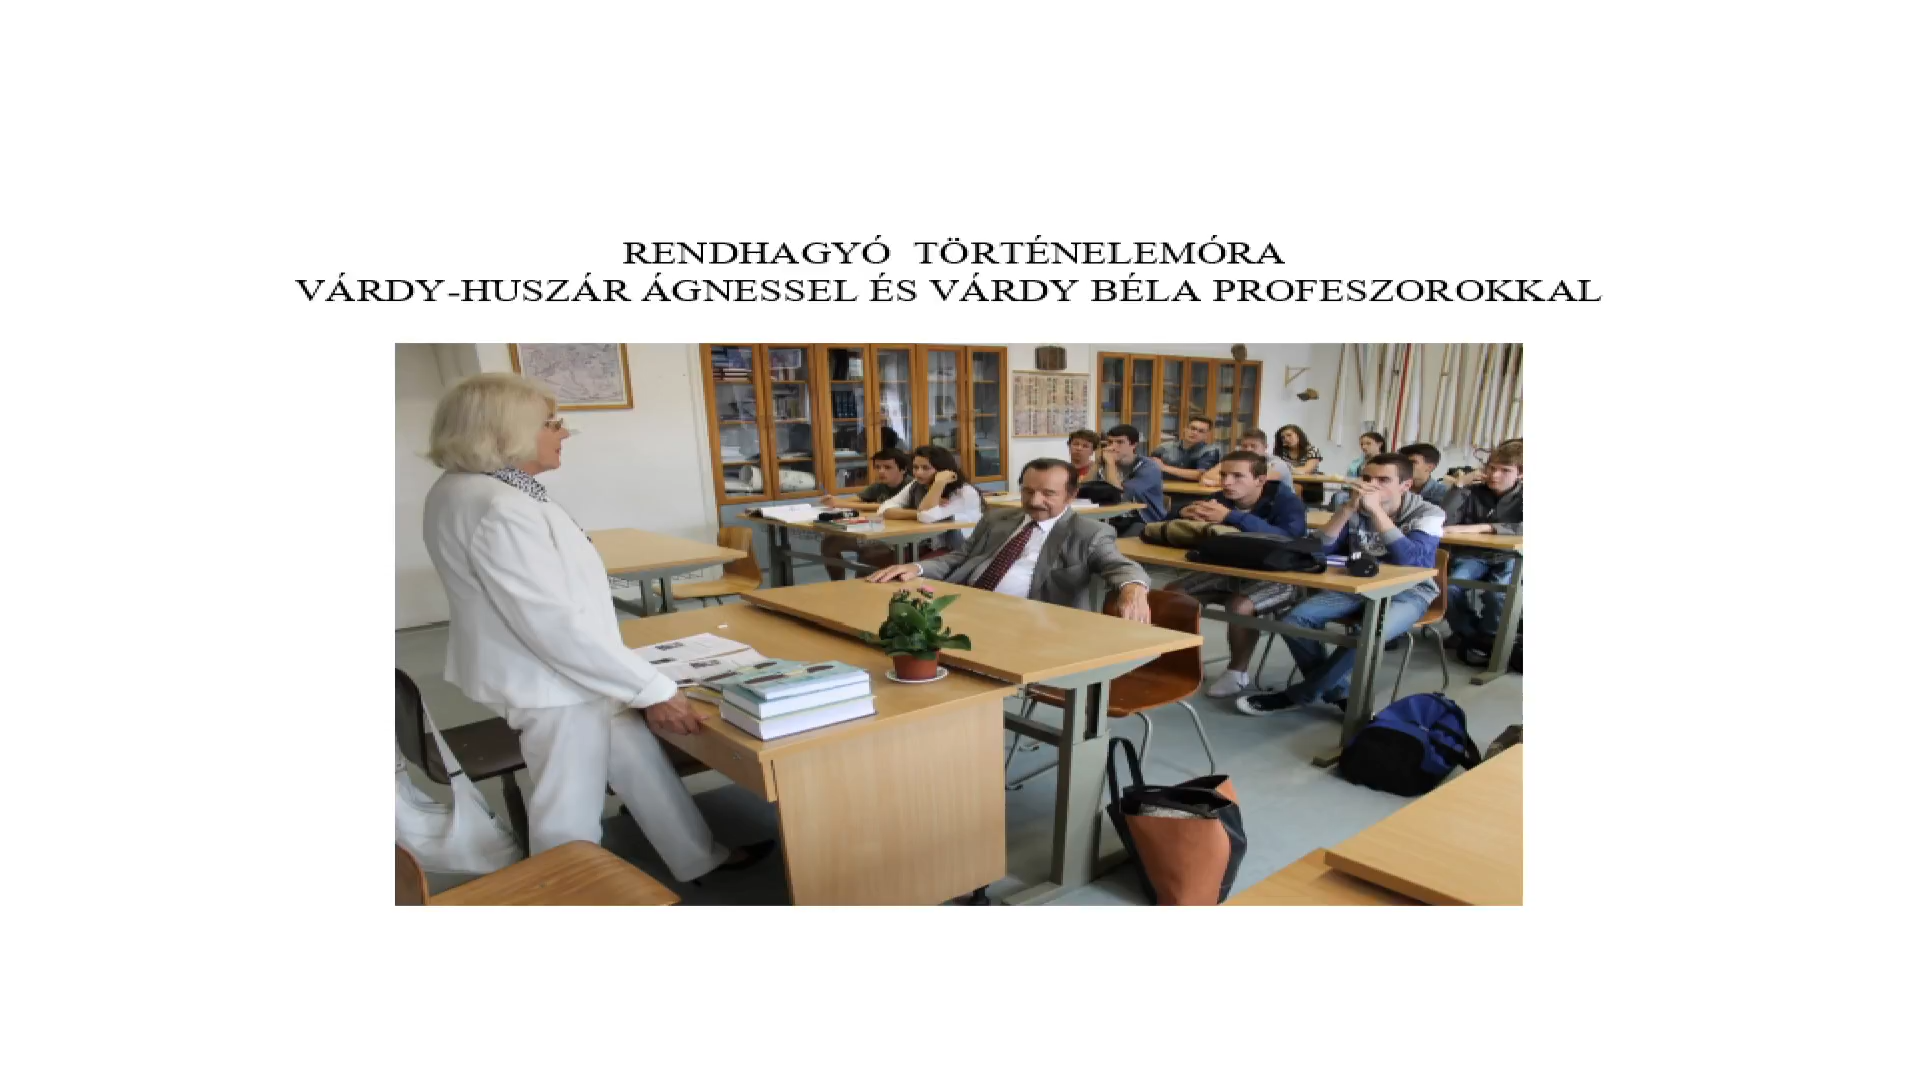 RENDHAGYÓ TÖRTÉNELEMÓRA
VÁRDY-HUSZÁR ÁGNESSEL ÉS VÁRDY BÉLA PROFESZOROKKAL